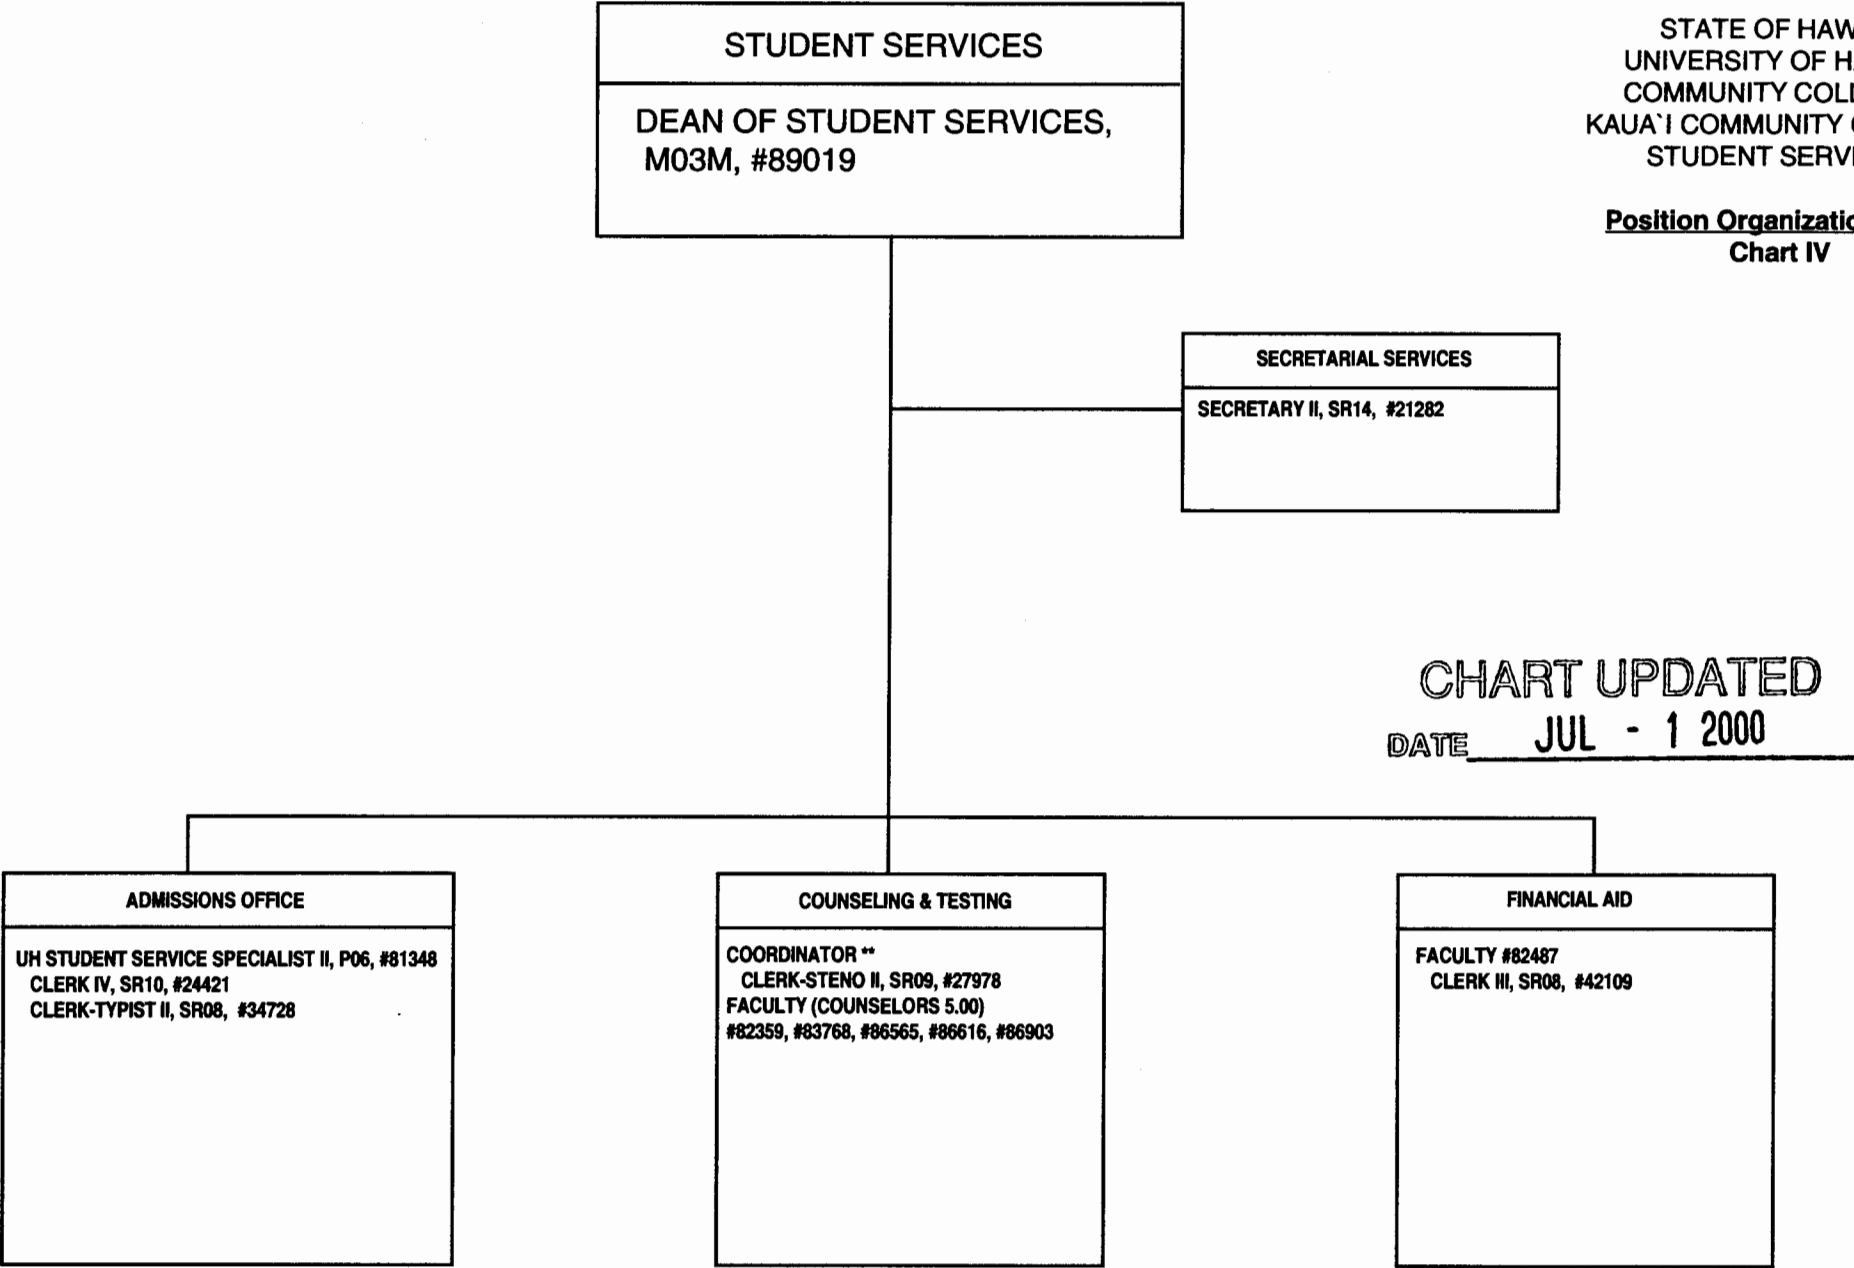 STUDENT SERVICES
DEAN OF STUDENT SERVICES,
M03M, #89019
STATE OF HAW
UNIVERSITY OF H
COMMUNITY COLL
KAUA`I COMMUNITY
STUDENT SERV
Position Organizatio
Chart IV
SECRETARIAL SERVICES
SECRETARY II, SR14, #21282
CHART UPDATED
DATE JUL - 1 2000
ADMISSIONS OFFICE
UH STUDENT SERVICE SPECIALIST II, P06, #81348
CLERK IV, SR10, #24421
CLERK-TYPIST II, SR08, #34728
COUNSELING & TESTING
COORDINATOR **
CLERK-STENO II, SR09, #27978
FACULTY (COUNSELORS 5.00)
#82359, #83768, #86565, #86616, #86903
FINANCIAL AID
FACULTY #82487
CLERK III, SR08, #42109